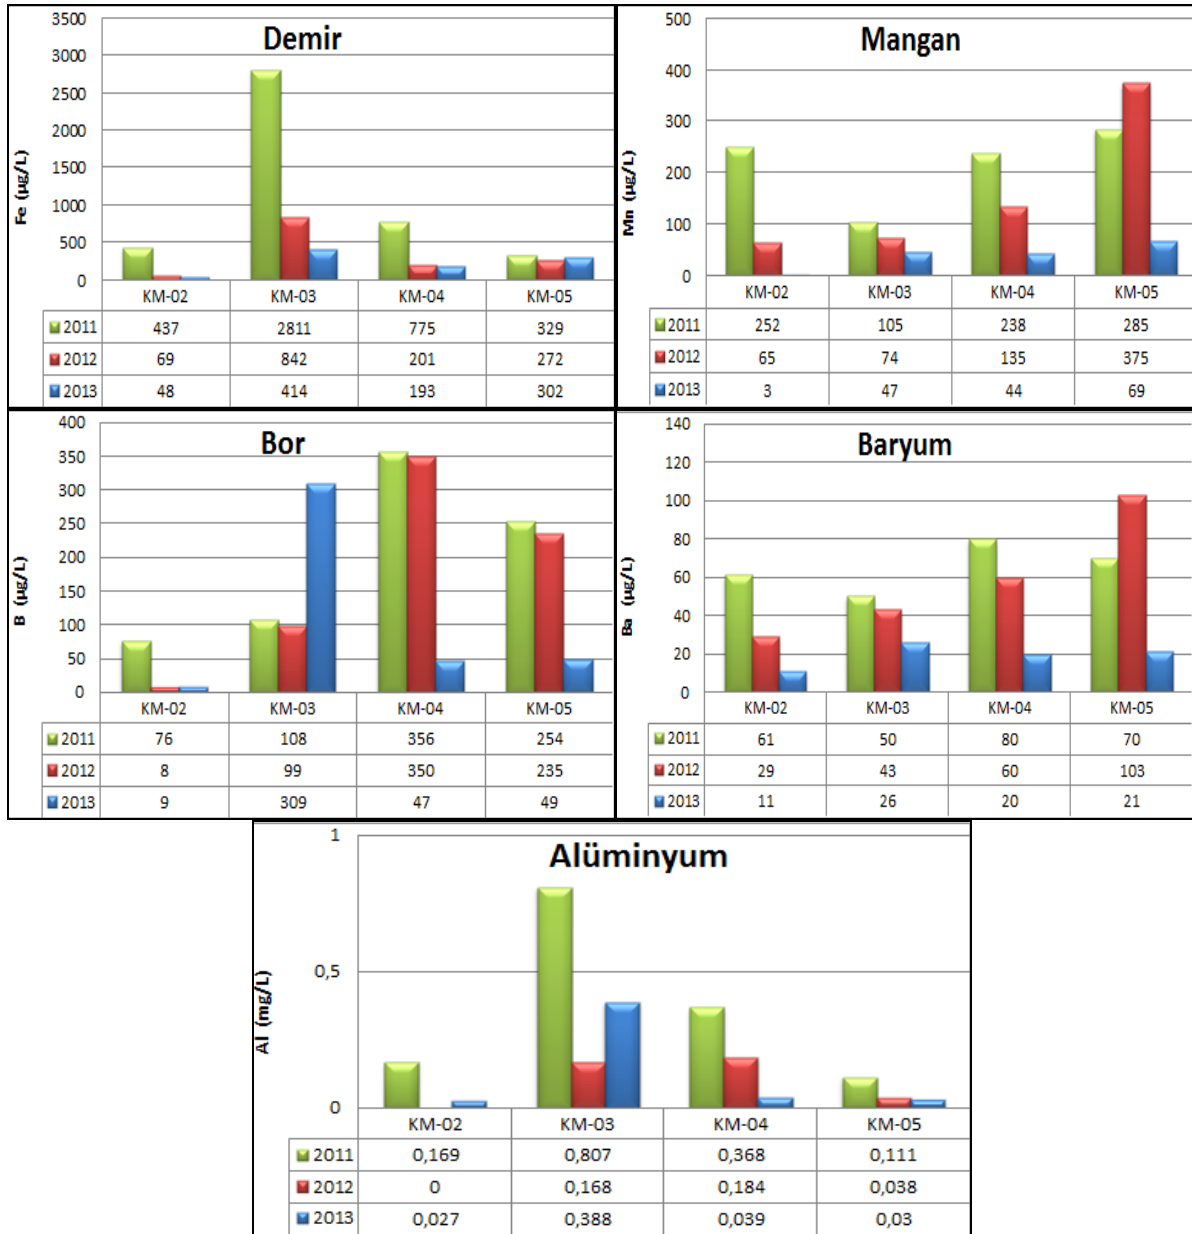 Demir
Fe (µg/L)
3500
3000
2500
2000
1500
1000
500
0
KM-02 KM-03 KM-04 KM-05
2011 437 2811 775 329
2012 69 842 201 272
2013 48 414 193 302
Mangan
Mn (µg/L)
500
400
300
200
100
0
KM-02 KM-03 KM-04 KM-05
2011 252 105 238 285
2012 65 74 135 375
2013 3 47 44 69
Bor
B (µg/L)
400
350
300
250
200
150
100
50
0
KM-02 KM-03 KM-04 KM-05
2011 76 108 356 254
2012 8 99 350 235
2013 9 309 47 49
Baryum
Ba (µg/L)
140
120
100
80
60
40
20
0
KM-02 KM-03 KM-04 KM-05
2011 61 50 80 70
2012 29 43 60 103
2013 11 26 20 21
Alüminyum
Al (mg/L)
1
0,5
0
KM-02 KM-03 KM-04 KM-05
2011 0,169 0,807 0,368 0,111
2012 0 0,168 0,184 0,038
2013 0,027 0,388 0,039 0,03